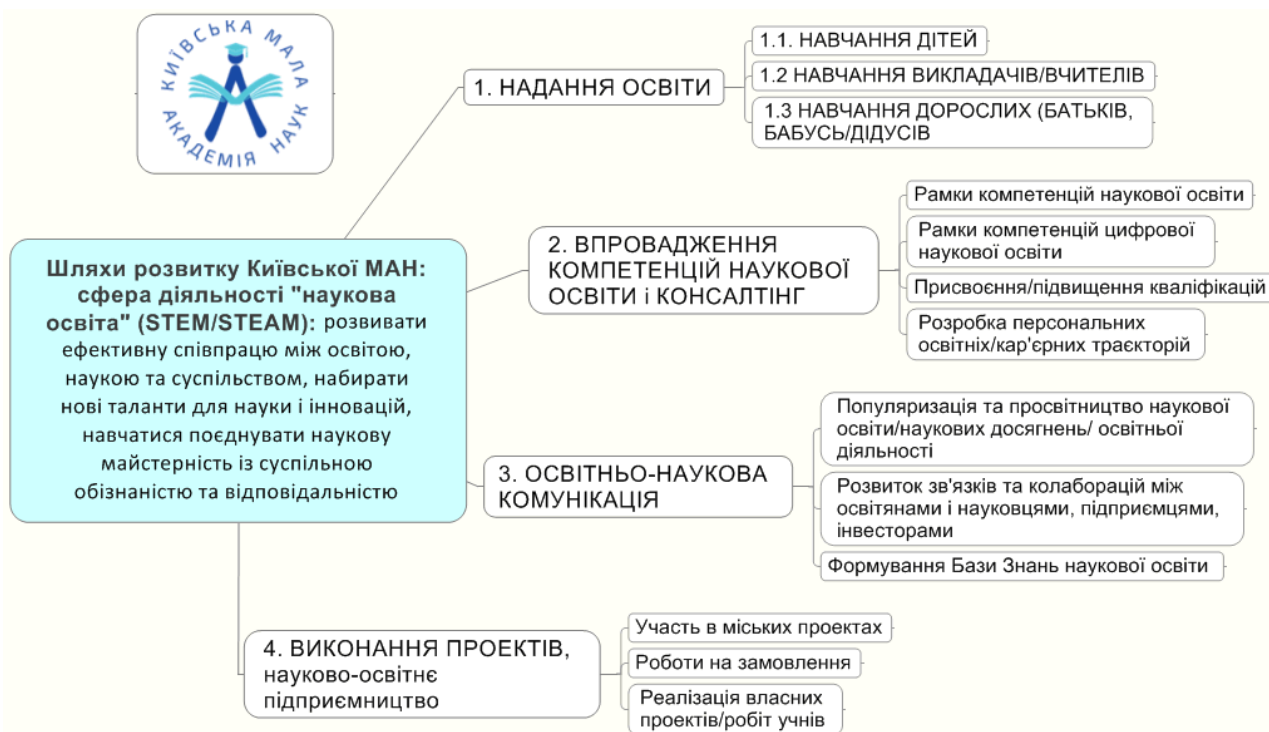 КИЇВСЬКА МАЛА
АКАДЕМІЯ НАУК
Шляхи розвитку Київської МАН:
сфера діяльності "наукова
освіта" (STEM/STEAM): розвивати
ефективну співпрацю між освітою,
наукою та суспільством, набирати
нові таланти для науки і інновацій,
навчатися поєднувати наукову
майстерність із суспільною
обізнаністю та відповідальністю
1. НАДАННЯ ОСВІТИ
1.1. НАВЧАННЯ ДІТЕЙ
1.2 НАВЧАННЯ ВИКЛАДАЧІВ/ВЧИТЕЛІВ
1.3 НАВЧАННЯ ДОРОСЛИХ (БАТЬКІВ,
БАБУСЬ/ДІДУСІВ
2. ВПРОВАДЖЕННЯ
КОМПЕТЕНЦІЙ НАУКОВОЇ
ОСВІТИ і КОНСАЛТІНГ
Рамки компетенцій наукової освіти
Рамки компетенцій цифрової
наукової освіти
Присвоєння/підвищення кваліфікацій
Розробка персональних
освітніх/кар'єрних траєкторій
3. ОСВІТНЬО-НАУКОВА
КОМУНІКАЦІЯ
Популяризація та просвітництво наукової
освіти/наукових досягнень/ освітньої
діяльності
Розвиток зв'язків та колаборацій між
освітянами і науковцями, підприємцями,
інвесторами
Формування Бази Знань наукової освіти
4. ВИКОНАННЯ ПРОЕКТІВ,
науково-освітнє
підприємництво
Участь в міських проектах
Роботи на замовлення
Реалізація власних
проектів/робіт учнів